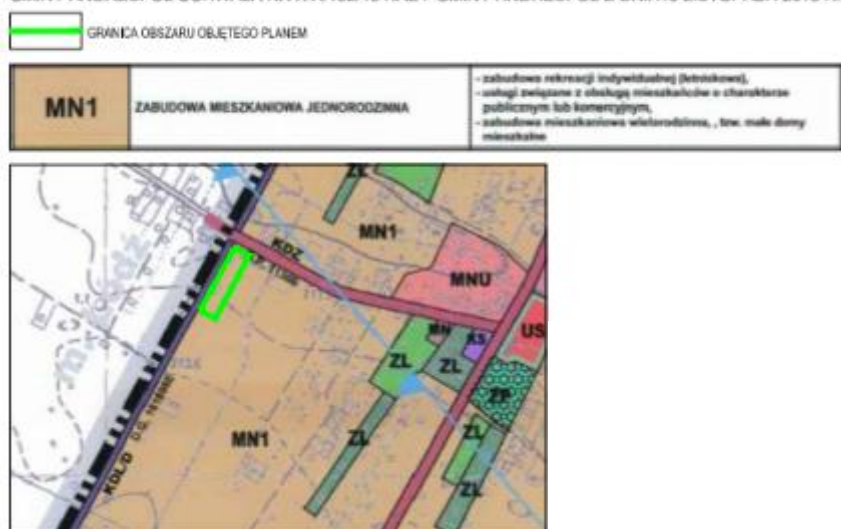 GRANICA OBSZARU OBJĘTEGO PLANEM
MN1
ZABUDOWA MIESZKANIOWA JEDNORODZINNA
- zabudowa rekreacji indywidualnej (letniskowa),
- usługi związane z obsługą mieszkańców o charakterze
publicznym lub komercyjnym,
- zabudowa mieszkaniowa wielorodzinna, , tzw. małe domy
mieszkalne
ZL
MN1
KDZ
MNU
m. Łódź
MN
KS
US
ZL
ZL
ZP
MN1
ZL
ZL
ZL
KDL/D